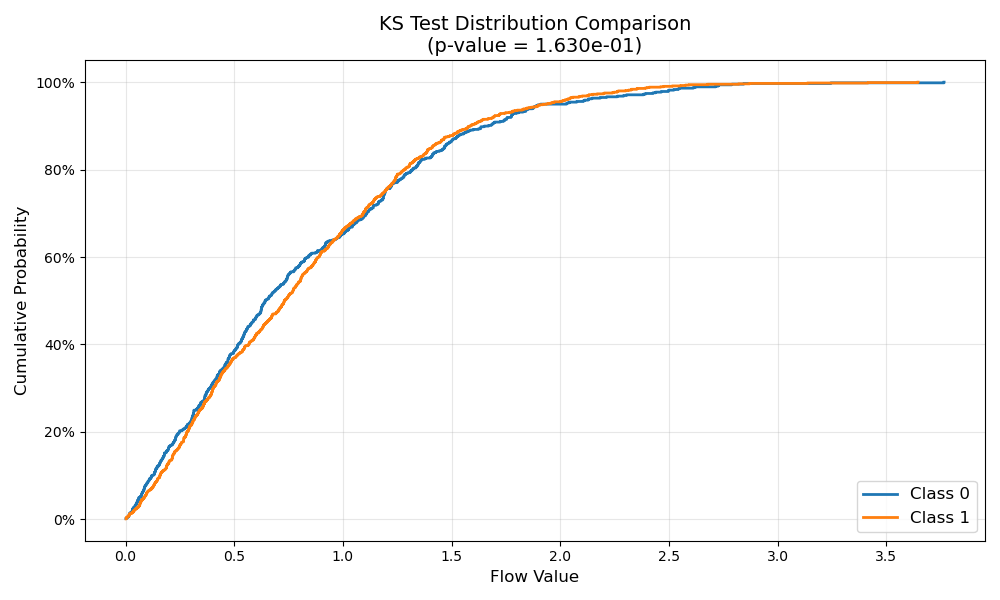 KS Test Distribution Comparison
(p-value = 1.630e-01)
Cumulative Probability
100%
80%
60%
40%
20%
0%
0.0 0.5 1.0 1.5 2.0 2.5 3.0 3.5
Flow Value
Class 0
Class 1